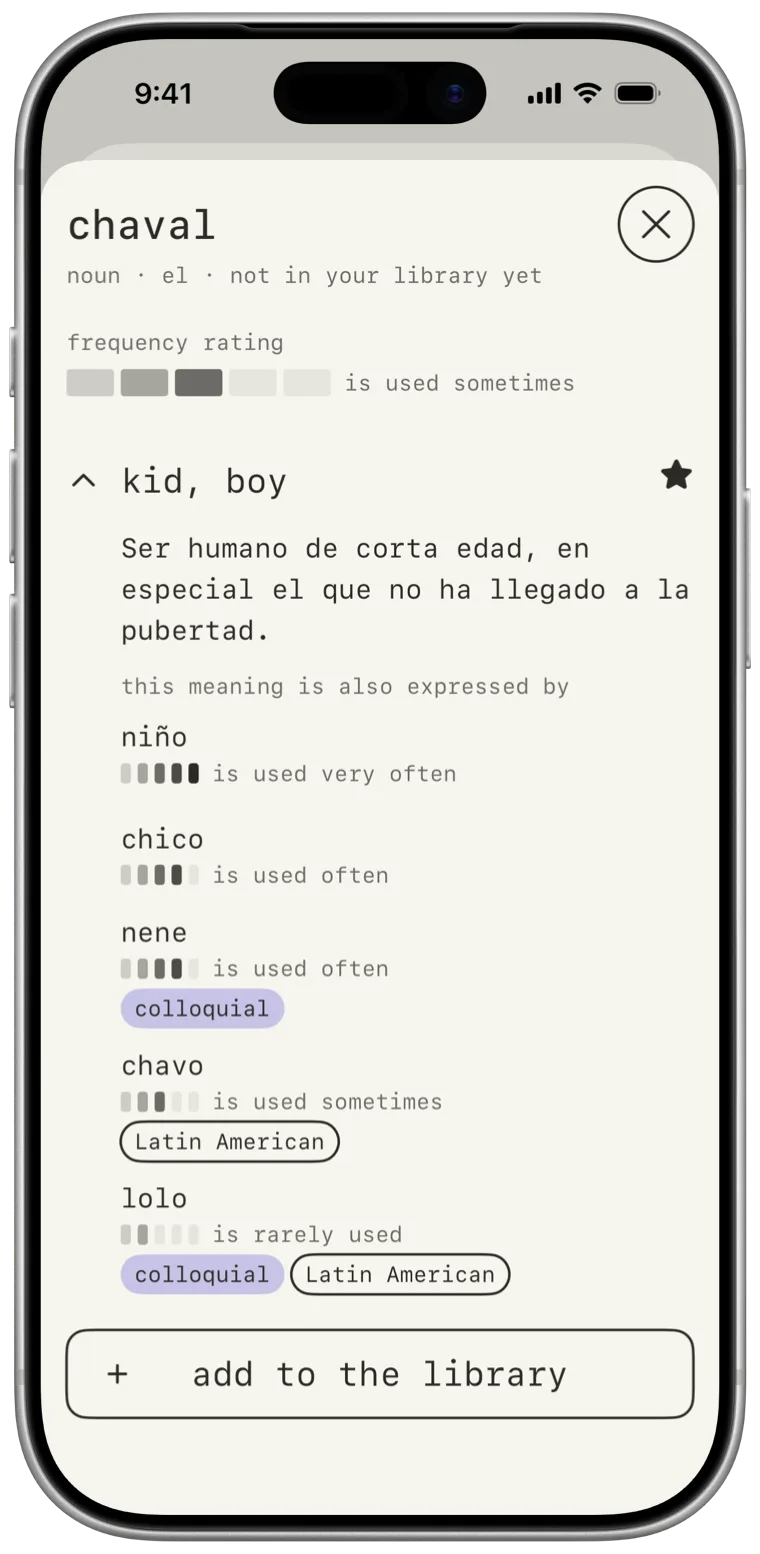 9:41
chaval
noun · el · not in your library yet
frequency rating
is used sometimes
kid, boy
Ser humano de corta edad, en
especial el que no ha llegado a la
pubertad.
this meaning is also expressed by
niño
is used very often
chico
is used often
nene
is used often
colloquial
chavo
is used sometimes
Latin American
lolo
is rarely used
colloquial Latin American
+ add to the library